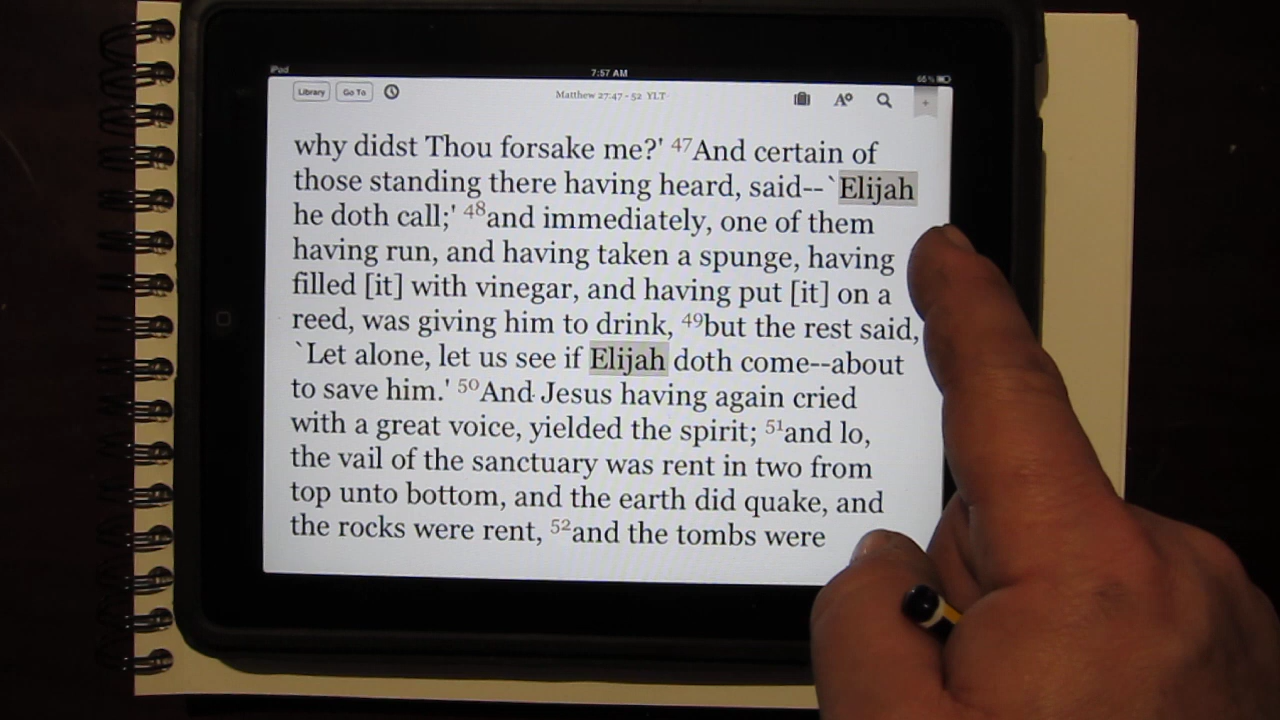 iPod 7:57 AM 66%
Library Go To Matthew 27:47 - 52 YLT Aº +
why didst Thou forsake me?' 47And certain of
those standing there having heard, said--`Elijah
he doth call;' 48and immediately, one of them
having run, and having taken a spunge, having
filled [it] with vinegar, and having put [it] on a
reed, was giving him to drink, 49but the rest said,
`Let alone, let us see if Elijah doth come--about
to save him.' 50And Jesus having again cried
with a great voice, yielded the spirit; 51and lo,
the vail of the sanctuary was rent in two from
top unto bottom, and the earth did quake, and
the rocks were rent, 52and the tombs were